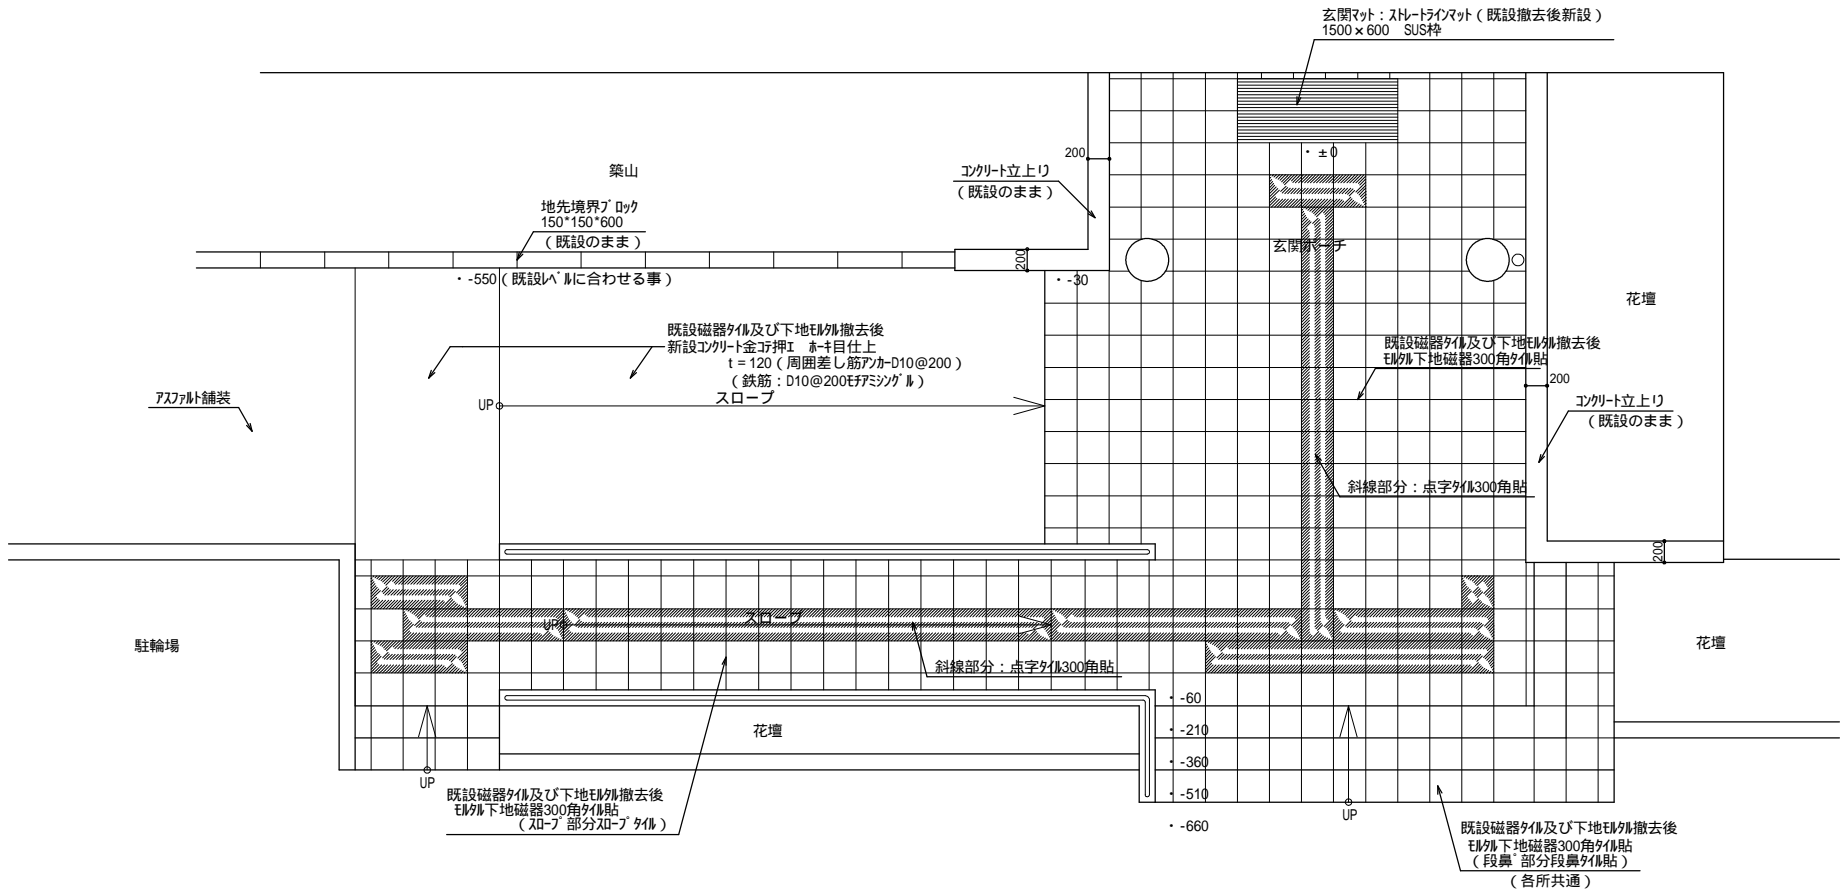 玄関マット：ストレートラインマット（既設撤去後新設）
1500×600　SUS枠
築山
地先境界ブロック
150*150*600
（既設のまま）
コンクリート立上り
（既設のまま）
200
・ ±0
200
玄関ポーチ
・ -550（既設レベルに合わせる事）
・ -30
花壇
既設磁器タイル及び下地モルタル撤去後
新設コンクリート金コテ押エ　ホーキ目仕上
t＝120（周囲差し筋アンカーD10@200）
（鉄筋：D10@200モチアミシングル）
スロープ
UP
アスファルト舗装
既設磁器タイル及び下地モルタル撤去後
モルタル下地磁器300角タイル貼
200
コンクリート立上り
（既設のまま）
斜線部分：点字タイル300角貼
200
駐輪場
UP
スロープ
斜線部分：点字タイル300角貼
花壇
花壇
・ -60
・ -210
・ -360
・ -510
・ -660
UP
UP
既設磁器タイル及び下地モルタル撤去後
モルタル下地磁器300角タイル貼
（スロープ部分スロープタイル）
既設磁器タイル及び下地モルタル撤去後
モルタル下地磁器300角タイル貼
（段鼻゛部分段鼻タイル貼）
（各所共通）